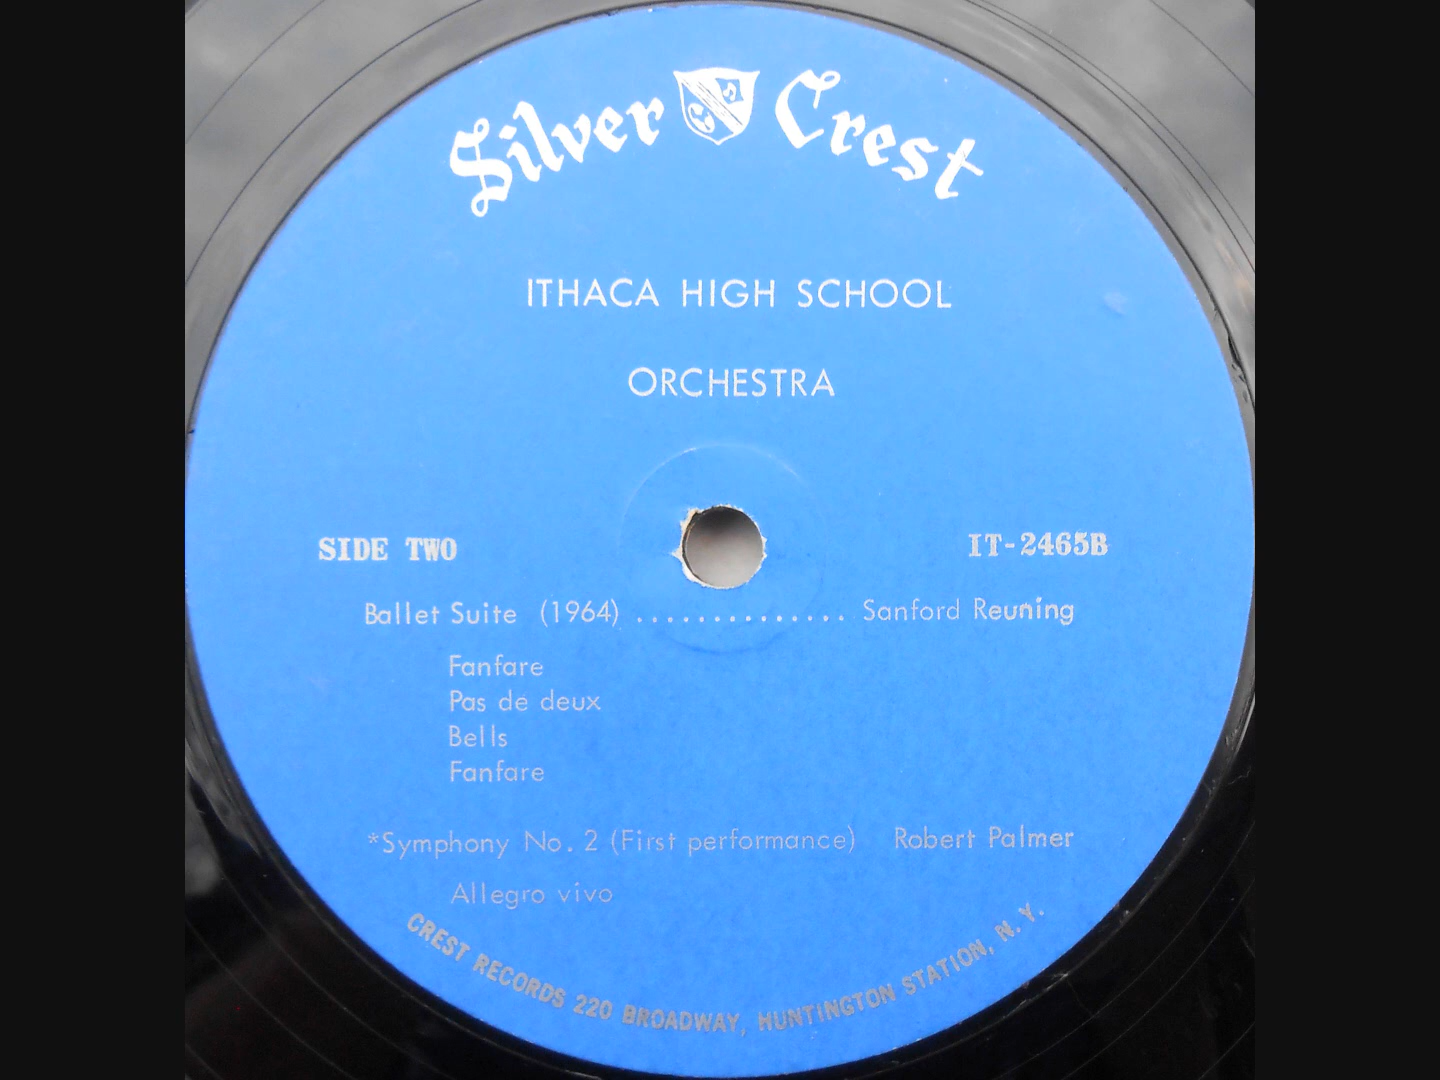 Silver Crest
ITHACA HIGH SCHOOL
ORCHESTRA
SIDE TWO IT-2465B
Ballet Suite (1964) .............. Sanford Reuning
Fanfare
Pas de deux
Bells
Fanfare
*Symphony No. 2 (First performance) Robert Palmer
Allegro vivo
CREST RECORDS 220 BROADWAY, HUNTINGTON STATION, N. Y.